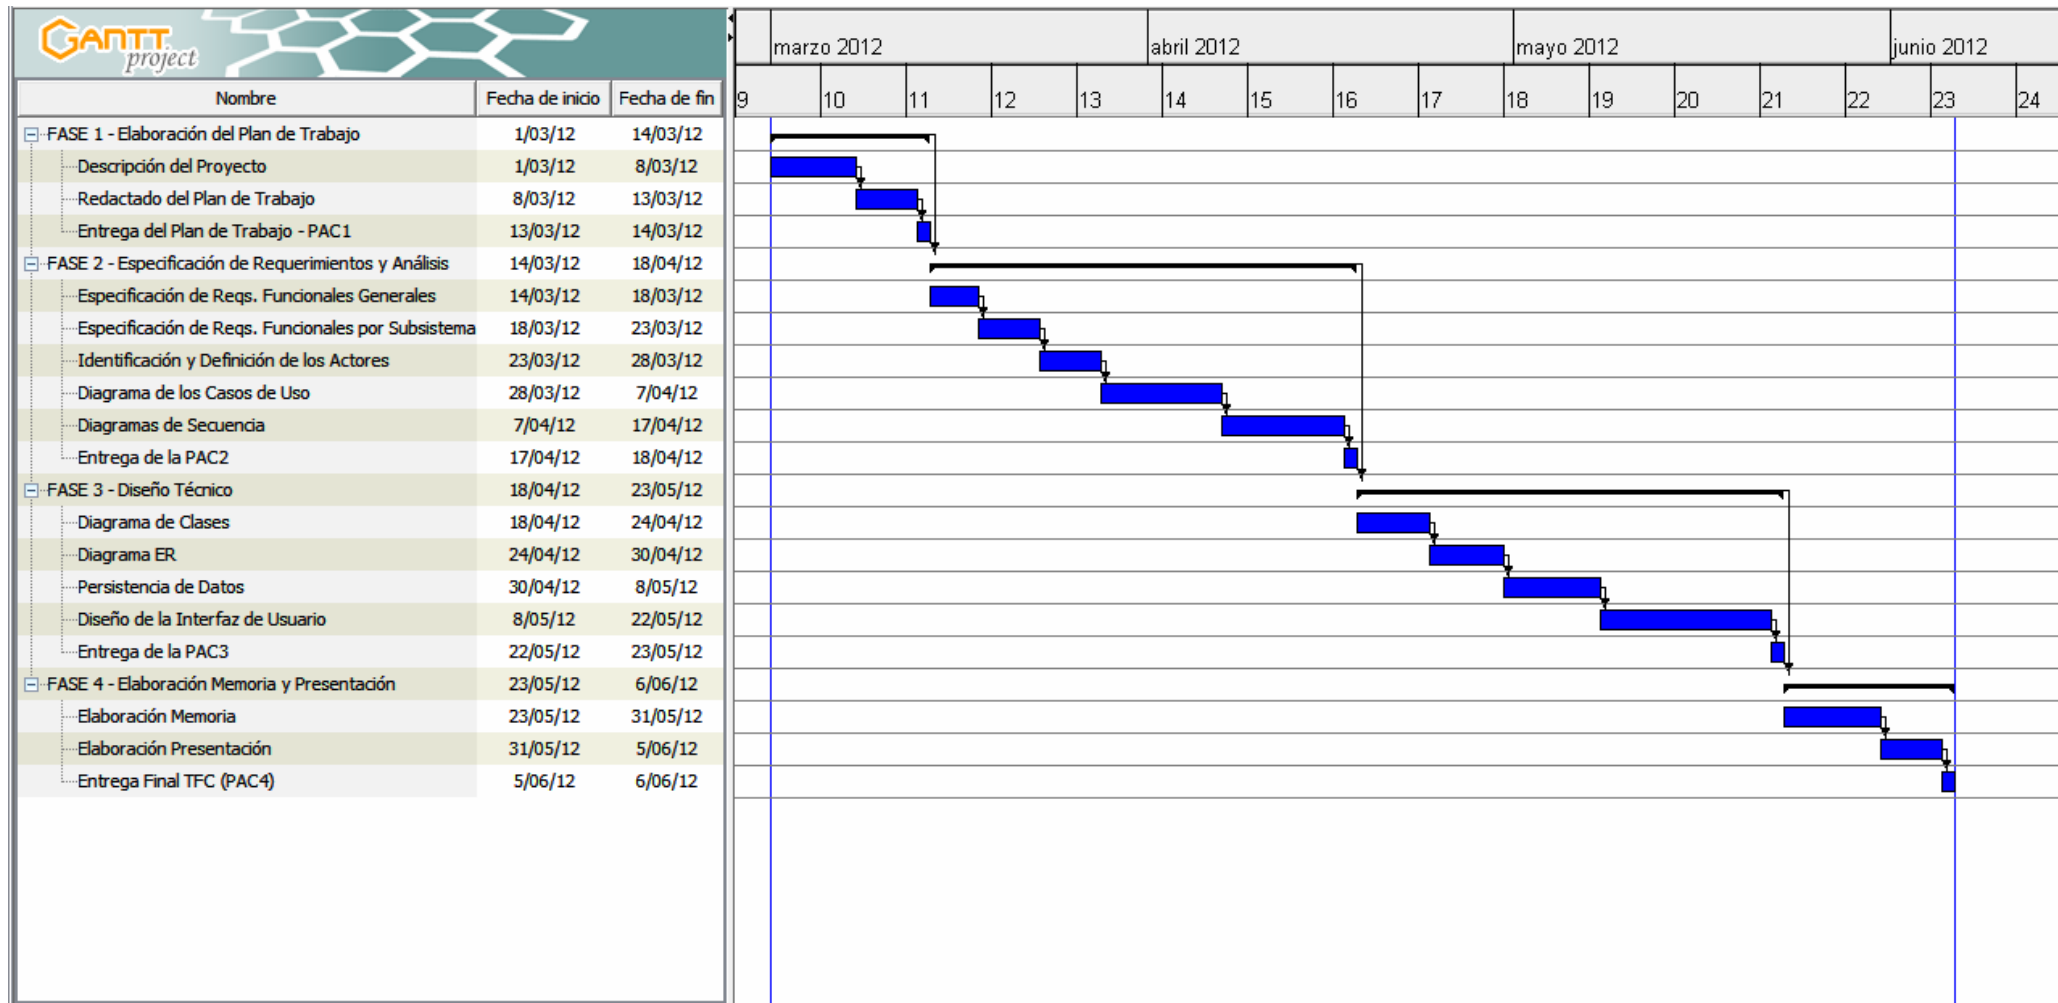 GANTT
project
marzo 2012 abril 2012 mayo 2012 junio 2012
Nombre Fecha de inicio Fecha de fin 9 10 11 12 13 14 15 16 17 18 19 20 21 22 23 24
FASE 1 - Elaboración del Plan de Trabajo 1/03/12 14/03/12
Descripción del Proyecto 1/03/12 8/03/12
Redactado del Plan de Trabajo 8/03/12 13/03/12
Entrega del Plan de Trabajo - PAC1 13/03/12 14/03/12
FASE 2 - Especificación de Requerimientos y Análisis 14/03/12 18/04/12
Especificación de Reqs. Funcionales Generales 14/03/12 18/03/12
Especificación de Reqs. Funcionales por Subsistema 18/03/12 23/03/12
Identificación y Definición de los Actores 23/03/12 28/03/12
Diagrama de los Casos de Uso 28/03/12 7/04/12
Diagramas de Secuencia 7/04/12 17/04/12
Entrega de la PAC2 17/04/12 18/04/12
FASE 3 - Diseño Técnico 18/04/12 23/05/12
Diagrama de Clases 18/04/12 24/04/12
Diagrama ER 24/04/12 30/04/12
Persistencia de Datos 30/04/12 8/05/12
Diseño de la Interfaz de Usuario 8/05/12 22/05/12
Entrega de la PAC3 22/05/12 23/05/12
FASE 4 - Elaboración Memoria y Presentación 23/05/12 6/06/12
Elaboración Memoria 23/05/12 31/05/12
Elaboración Presentación 31/05/12 5/06/12
Entrega Final TFC (PAC4) 5/06/12 6/06/12